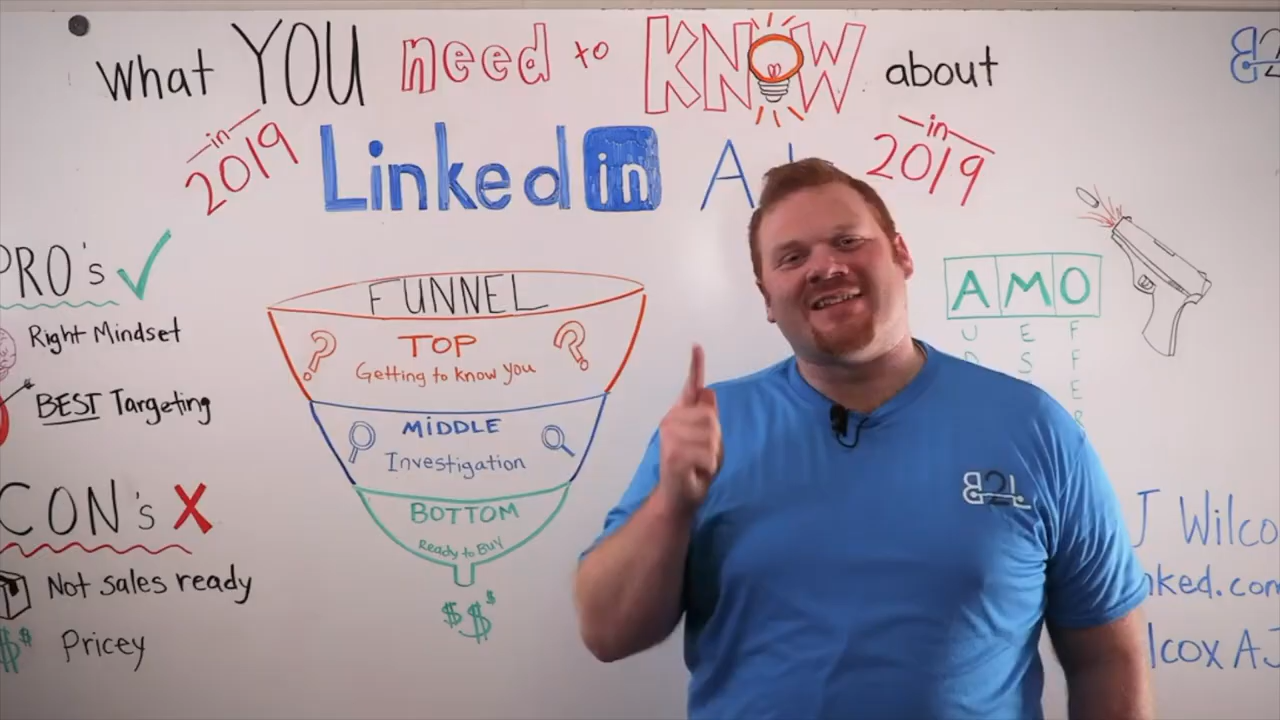 What YOU need to KNOW about
in 2019
Linked in A
in 2019
PRO's
Right Mindset
BEST Targeting
CON's
Not sales ready
$$$ Pricey
FUNNEL
TOP
Getting to know you
MiDDLE
Investigation
BOTTOM
Ready to BUY
$$$
AMO
U E F
S F
E
B2L
J Wilco
nked.com
lcox AJ